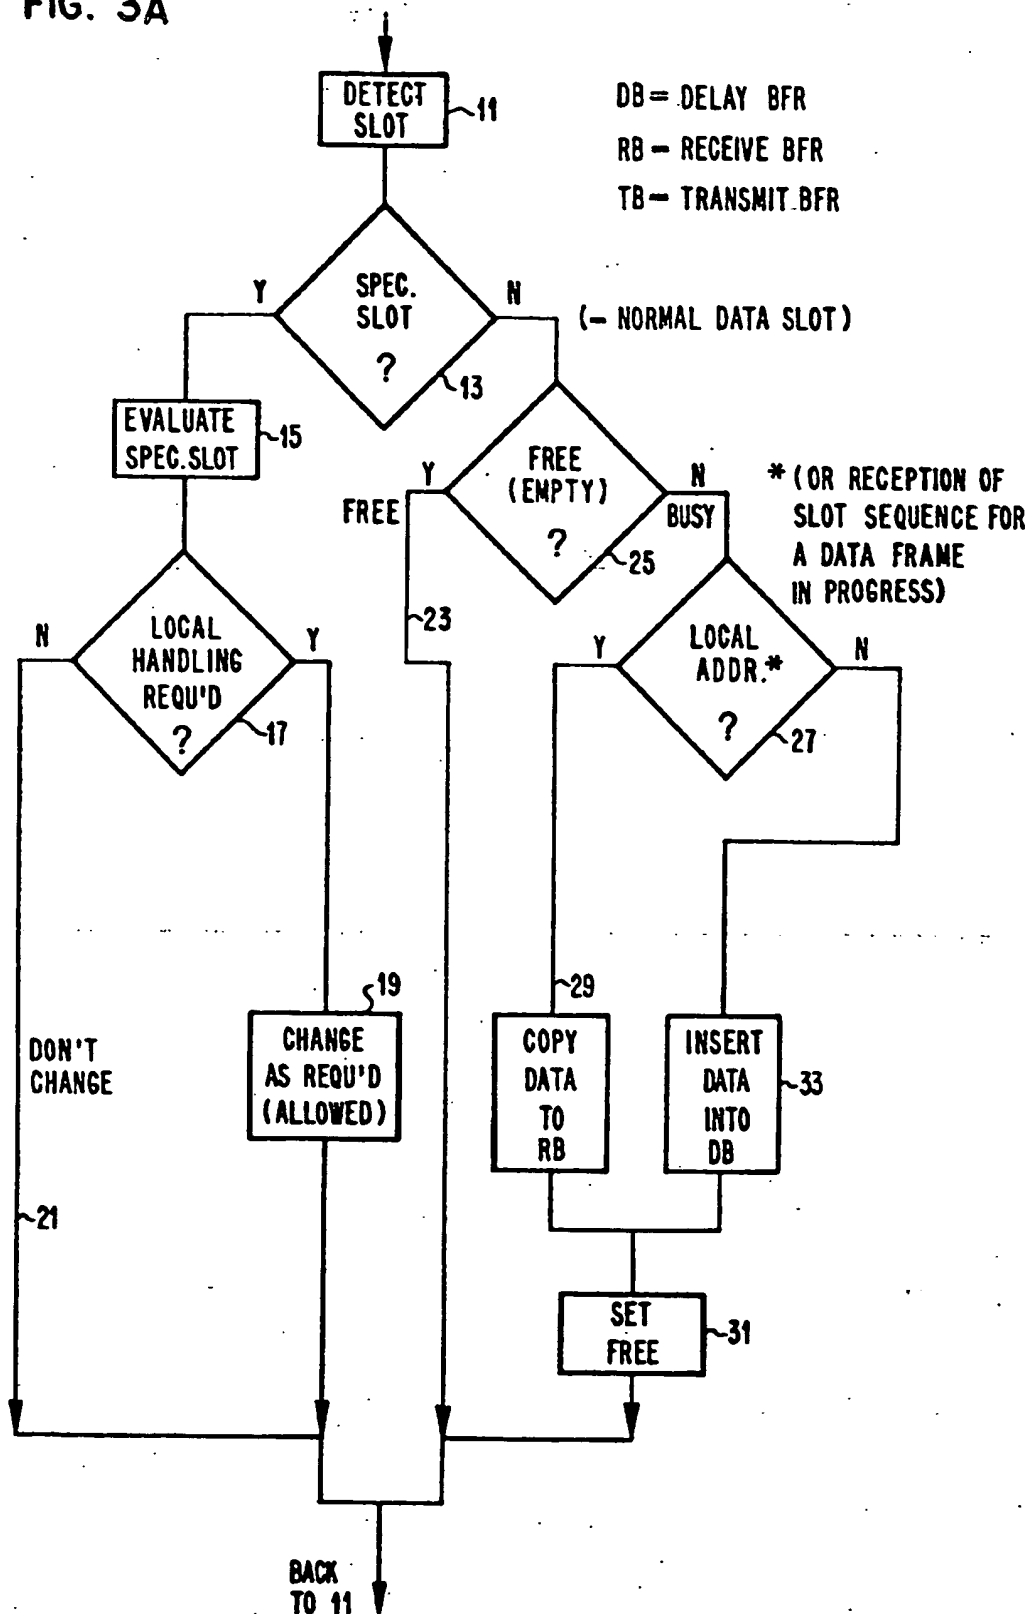 FIG. 3A
DETECT
SLOT
11
DB = DELAY BFR
RB - RECEIVE BFR
TB - TRANSMIT BFR
SPEC.
SLOT
?
13
Y
N
(- NORMAL DATA SLOT)
EVALUATE
SPEC. SLOT
15
FREE
(EMPTY)
?
25
Y
FREE
N
BUSY
* (OR RECEPTION OF
SLOT SEQUENCE FOR
A DATA FRAME
IN PROGRESS)
23
LOCAL
HANDLING
REQU'D
?
17
N
Y
LOCAL
ADDR.*
?
27
Y
N
19
CHANGE
AS REQU'D
(ALLOWED)
DON'T
CHANGE
21
29
COPY
DATA
TO
RB
INSERT
DATA
INTO
DB
33
SET
FREE
31
BACK
TO 11